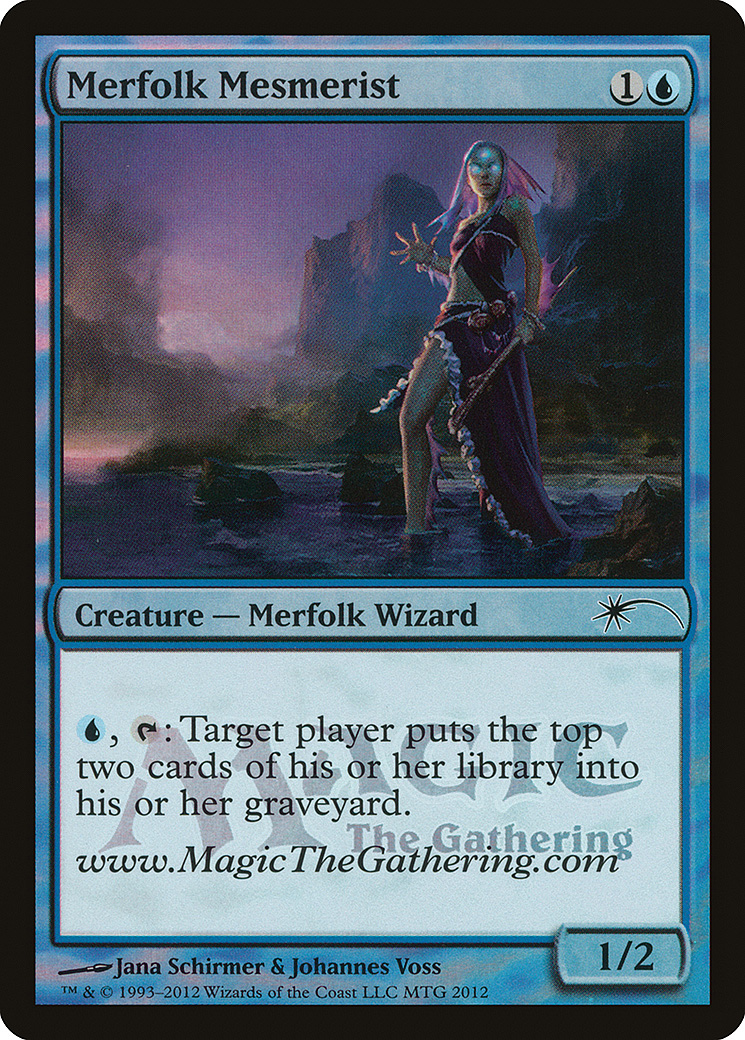 Merfolk Mesmerist 1
Creature — Merfolk Wizard
, : Target player puts the top
two cards of his or her library into
his or her graveyard.
MAGIC
The Gathering
www.MagicTheGathering.com
1/2
Jana Schirmer & Johannes Voss
™ & © 1993–2012 Wizards of the Coast LLC MTG 2012